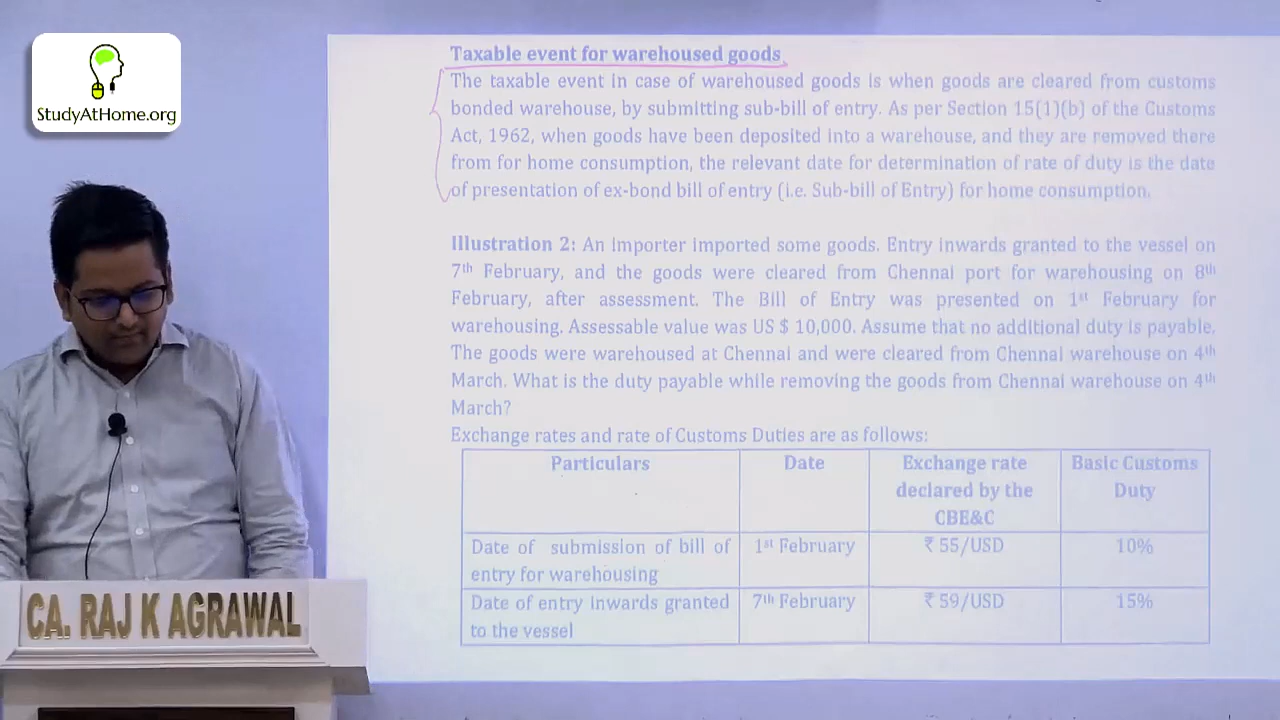 StudyAtHome.org
Taxable event for warehoused goods
The taxable event in case of warehoused goods is when goods are cleared from customs
bonded warehouse, by submitting sub-bill of entry. As per Section 15(1)(b) of the Customs
Act, 1962, when goods have been deposited into a warehouse, and they are removed there
from for home consumption, the relevant date for determination of rate of duty is the date
of presentation of ex-bond bill of entry (i.e. Sub-bill of Entry) for home consumption.
Illustration 2: An importer imported some goods. Entry inwards granted to the vessel on
7th February, and the goods were cleared from Chennai port for warehousing on 8th
February, after assessment. The Bill of Entry was presented on 1st February for
warehousing. Assessable value was US $ 10,000. Assume that no additional duty is payable.
The goods were warehoused at Chennai and were cleared from Chennai warehouse on 4th
March. What is the duty payable while removing the goods from Chennai warehouse on 4th
March?
Exchange rates and rate of Customs Duties are as follows:
Particulars Date Exchange rate Basic Customs
declared by the Duty
CBE&C
Date of submission of bill of 1st February ₹ 55/USD 10%
entry for warehousing
Date of entry inwards granted 7th February ₹ 59/USD 15%
to the vessel
CA. RAJ K AGRAWAL